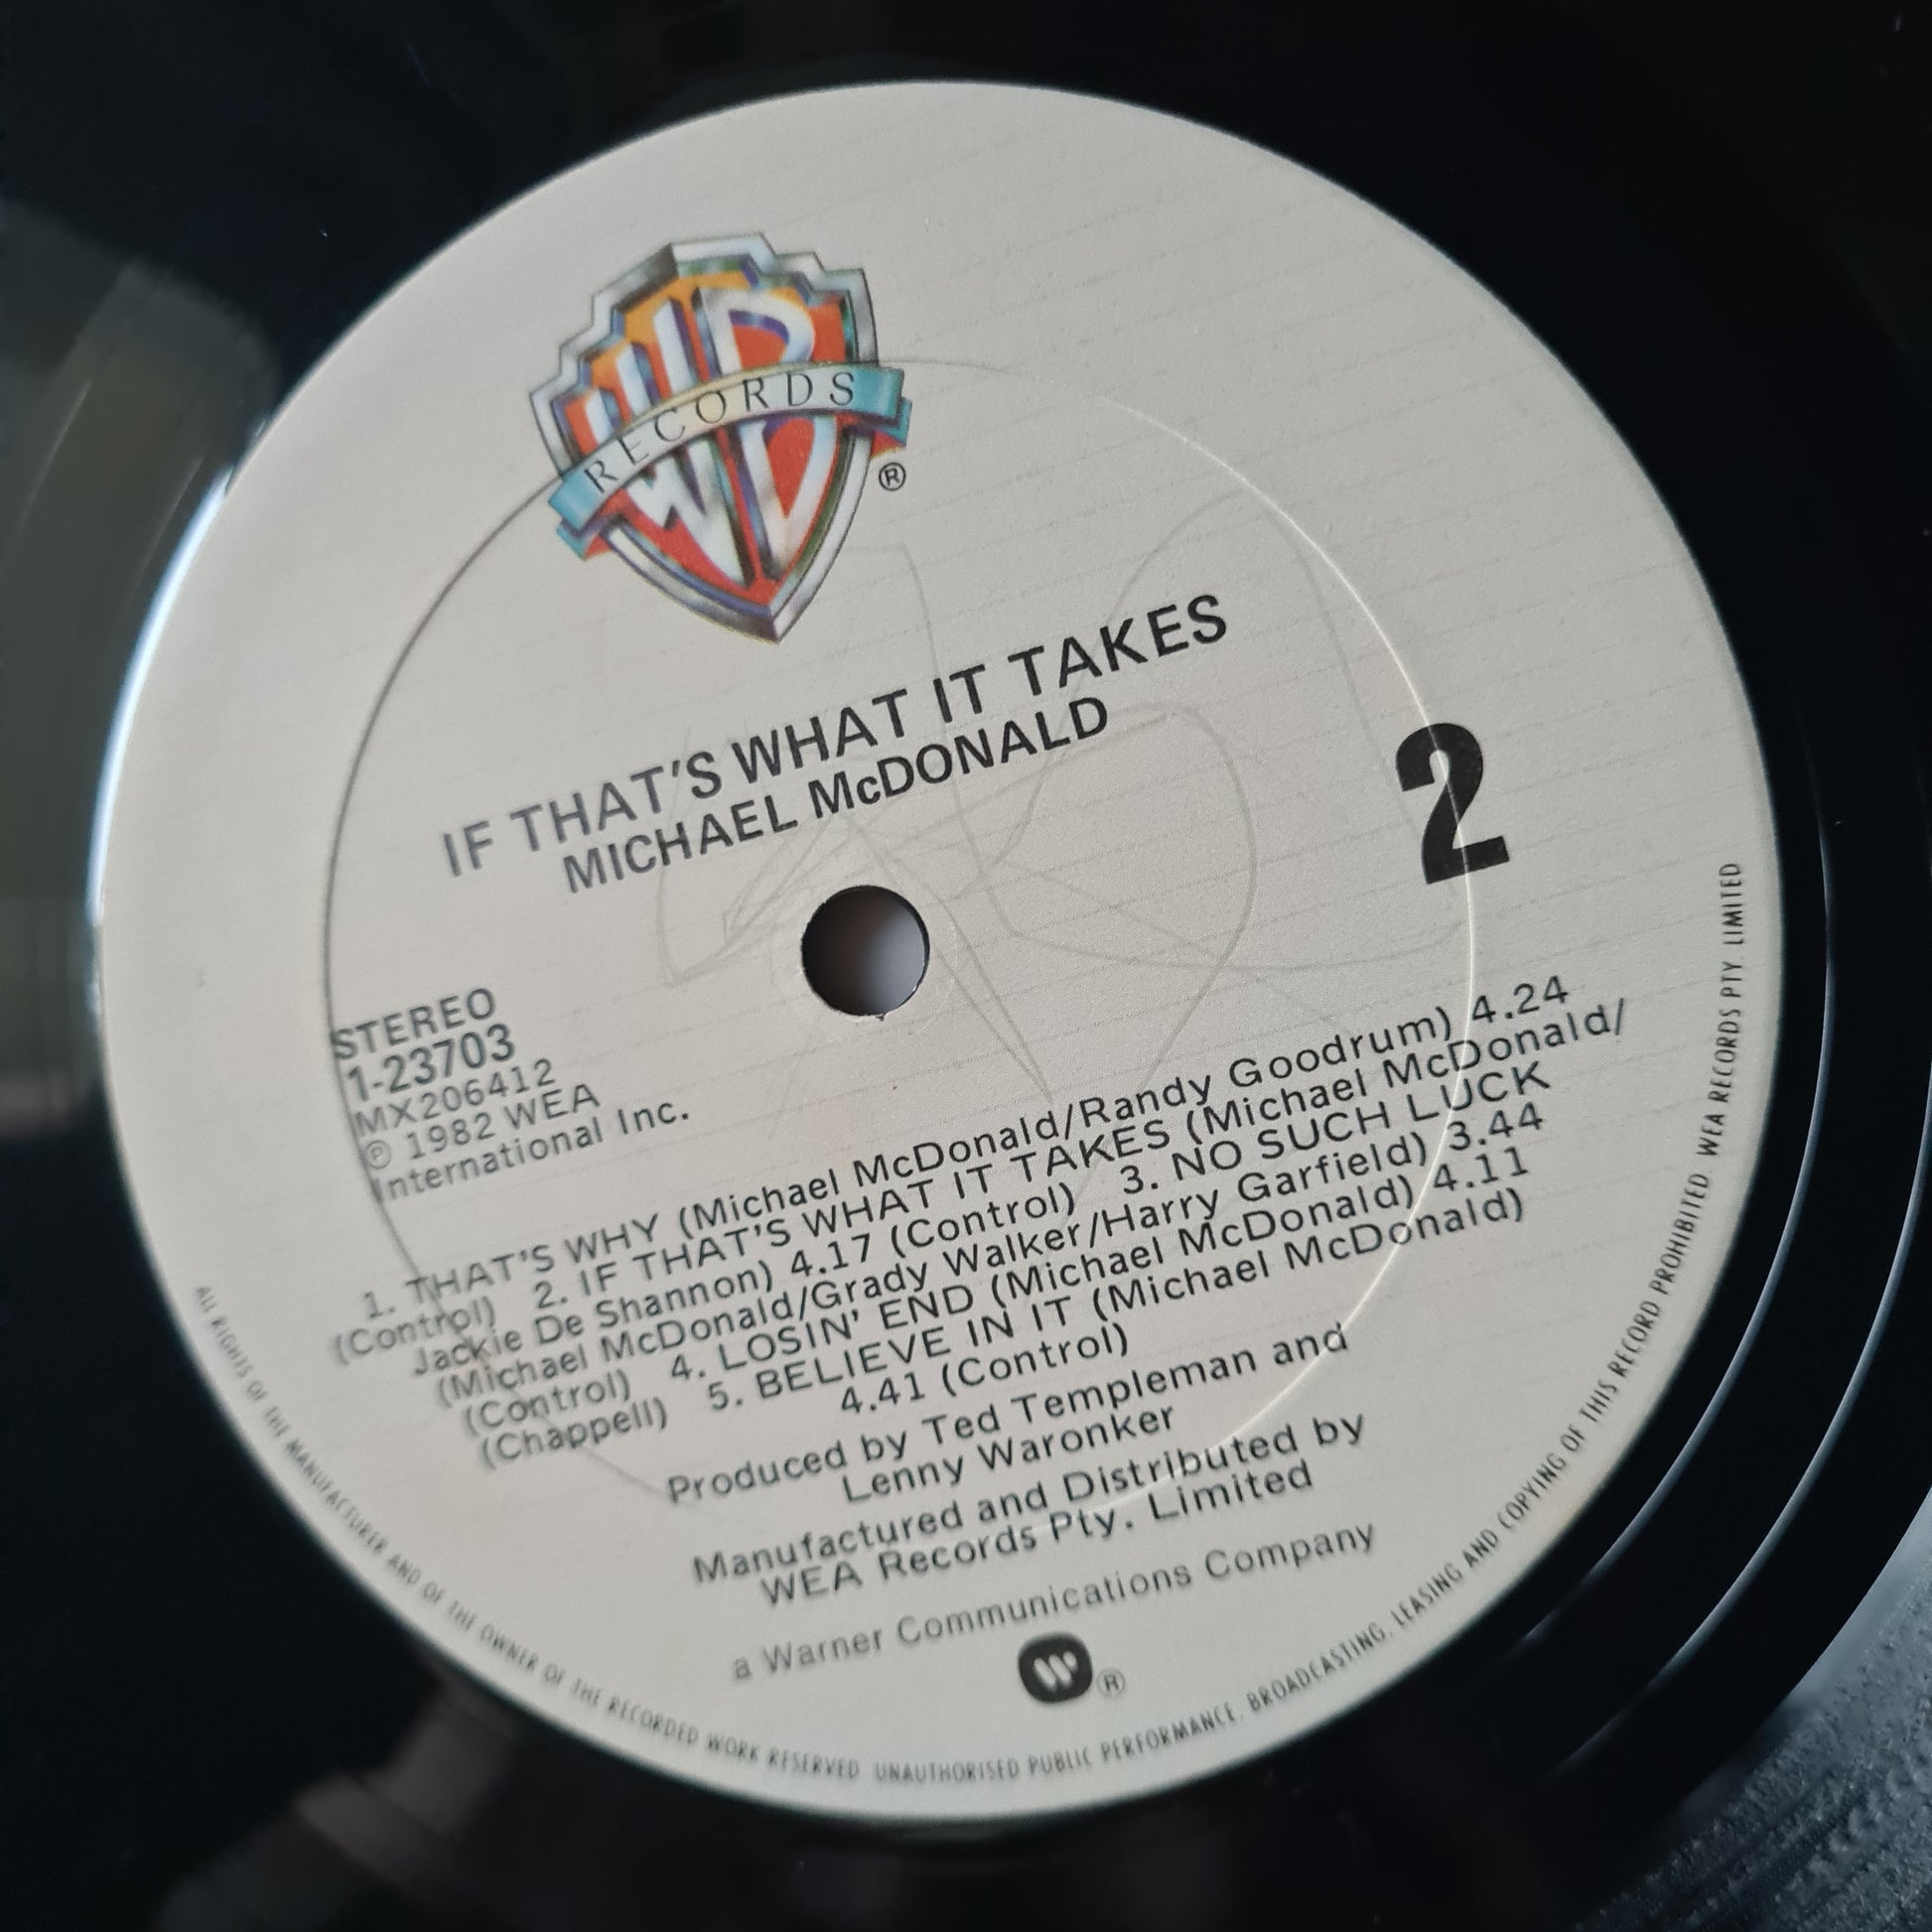 WB
RECORDS
®
IF THAT'S WHAT IT TAKES
MICHAEL McDONALD
2
STEREO
1-23703
MX206412
℗ 1982 WEA
International Inc.
1. THAT'S WHY (Michael McDonald/Randy Goodrum) 4.24
(Control) 2. IF THAT'S WHAT IT TAKES (Michael McDonald/
Jackie De Shannon) 4.17 (Control) 3. NO SUCH LUCK
(Michael McDonald/Grady Walker/Harry Garfield) 3.44
(Control) 4. LOSIN' END (Michael McDonald) 4.11
(Chappell) 5. BELIEVE IN IT (Michael McDonald)
4.41 (Control)
Produced by Ted Templeman and
Lenny Waronker
Manufactured and Distributed by
WEA Records Pty. Limited
a Warner Communications Company
W ®
ALL RIGHTS OF THE MANUFACTURER AND OF THE OWNER OF THE RECORDED WORK RESERVED UNAUTHORISED PUBLIC PERFORMANCE, BROADCASTING, LEASING AND COPYING OF THIS RECORD PROHIBITED WEA RECORDS PTY. LIMITED